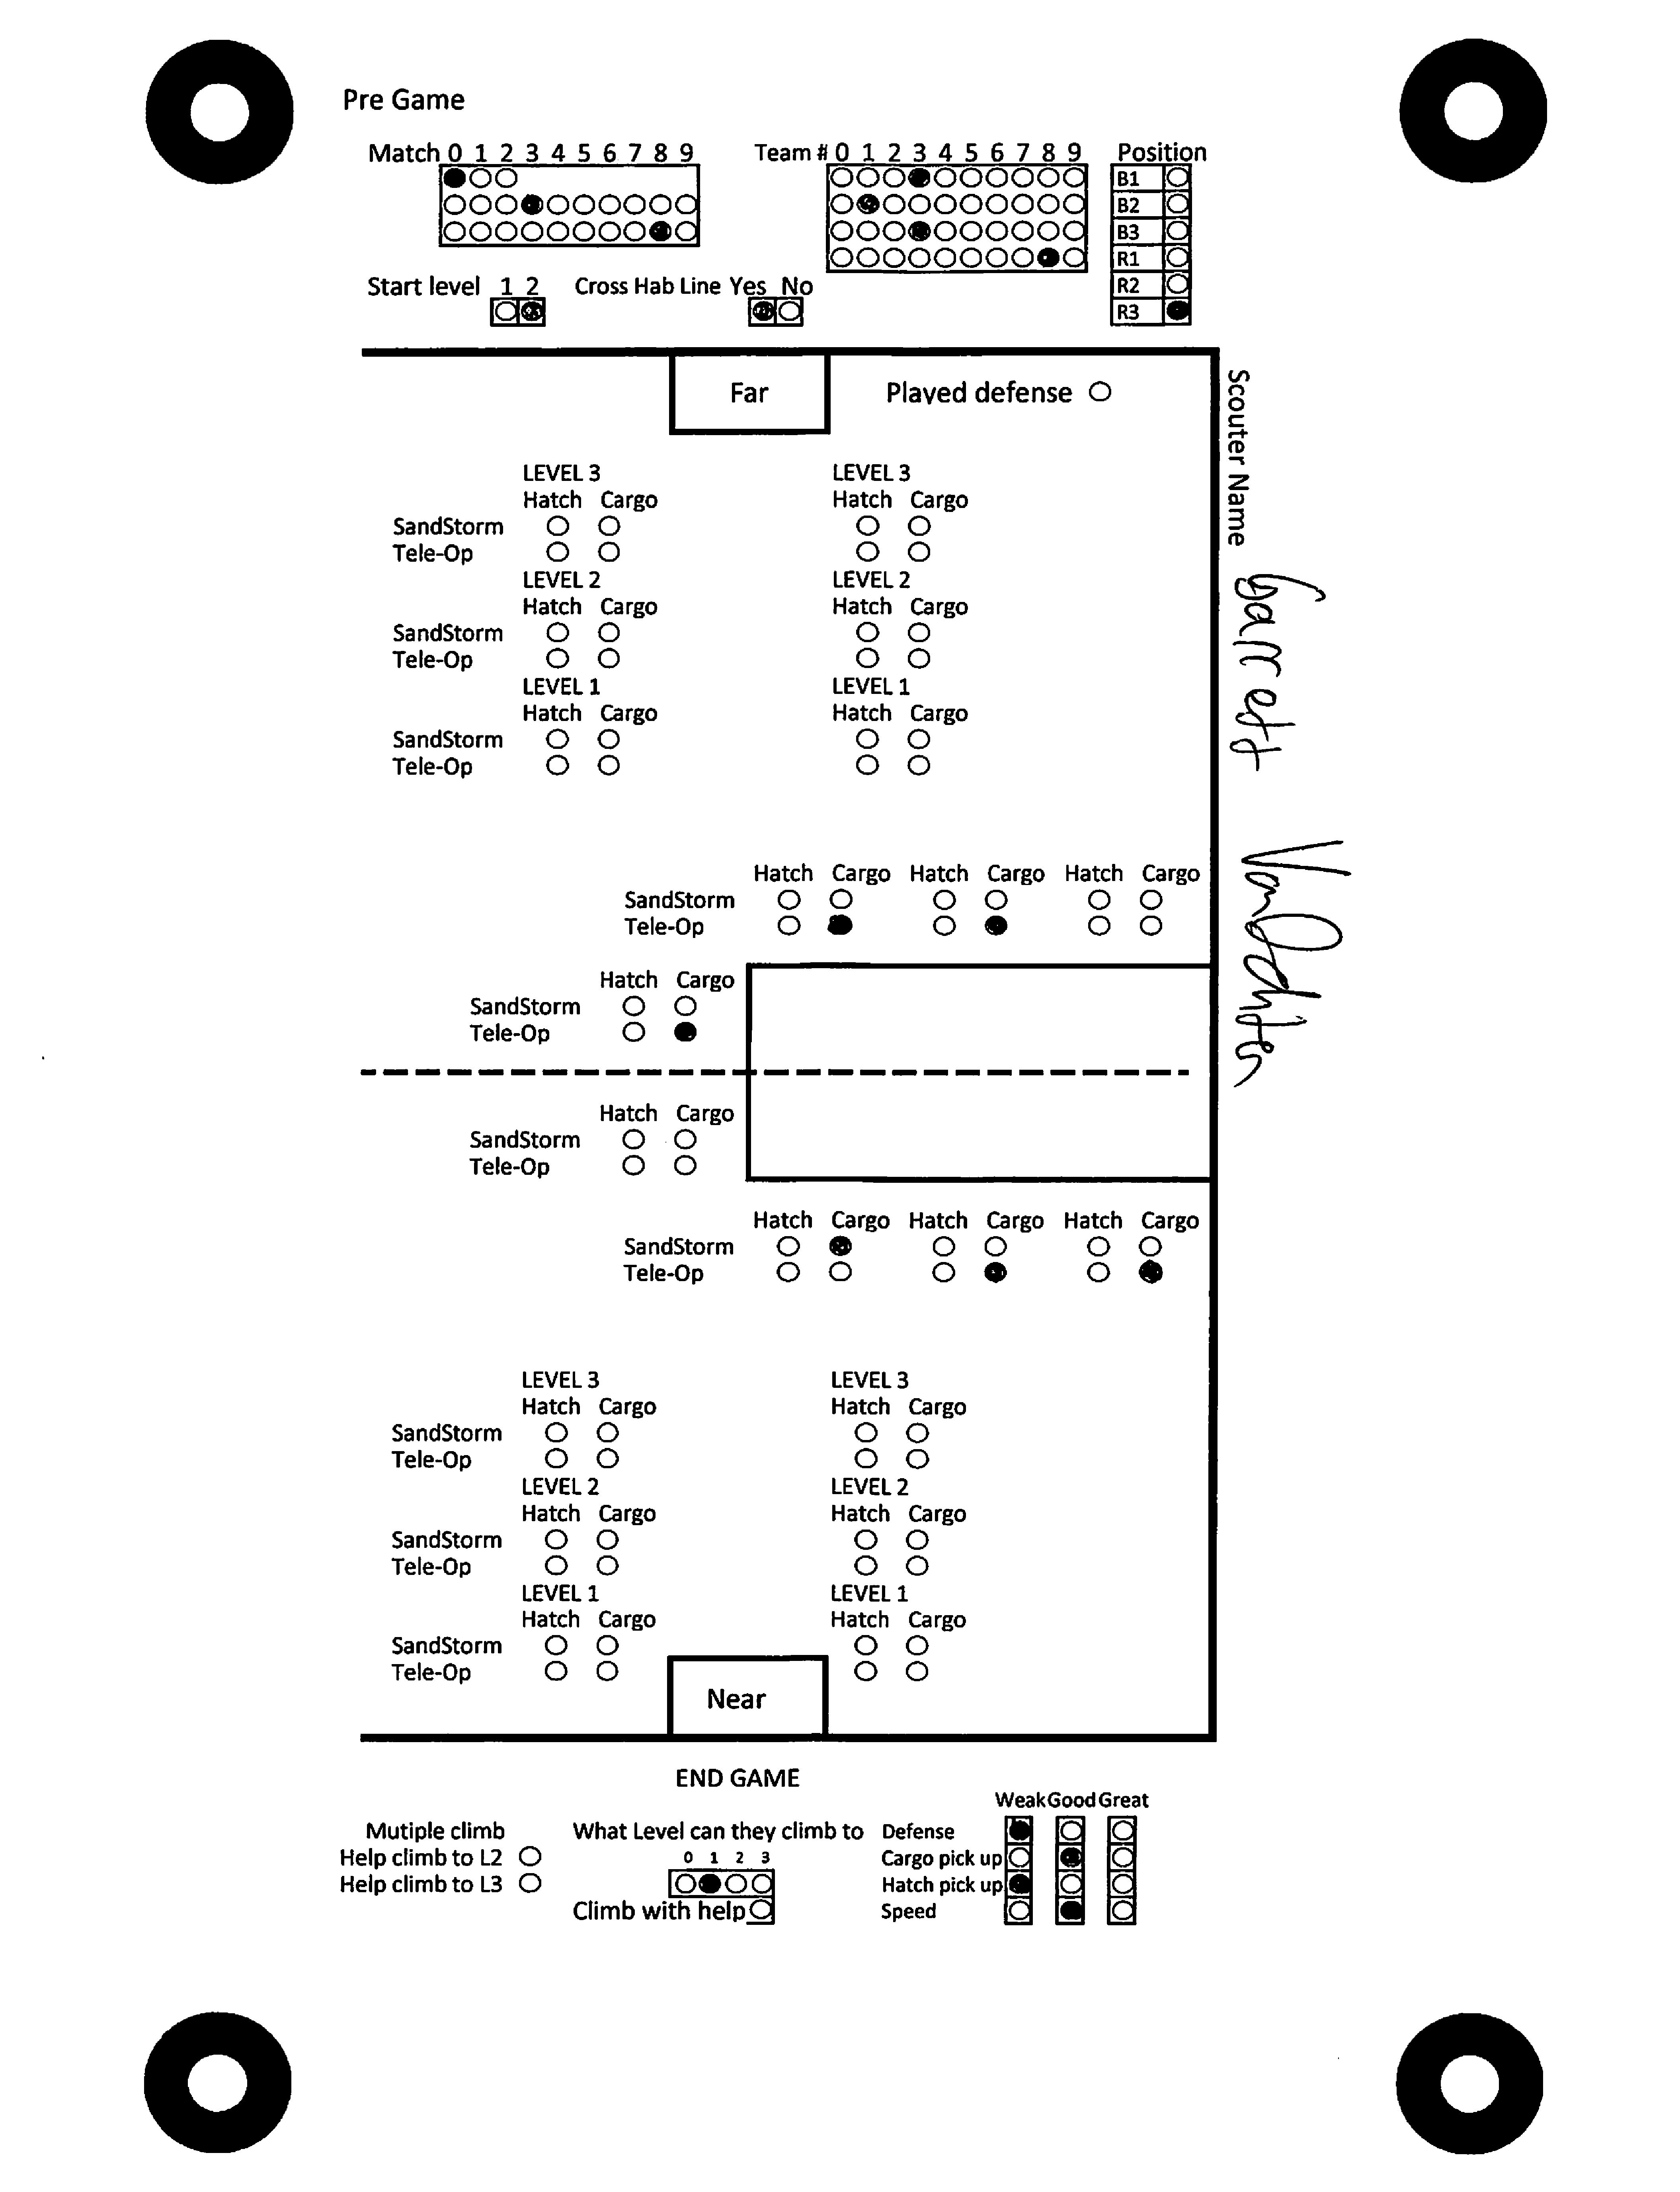 Pre Game
Match 0 1 2 3 4 5 6 7 8 9
Team # 0 1 2 3 4 5 6 7 8 9
Position
B1
B2
B3
R1
R2
R3
Start level 1 2
Cross Hab Line Yes No
Far
Played defense
Scouter Name
Garrett
LEVEL 3 LEVEL 3
Hatch Cargo Hatch Cargo
SandStorm
Tele-Op
LEVEL 2 LEVEL 2
Hatch Cargo Hatch Cargo
SandStorm
Tele-Op
LEVEL 1 LEVEL 1
Hatch Cargo Hatch Cargo
SandStorm
Tele-Op
Hatch Cargo Hatch Cargo Hatch Cargo
SandStorm
Tele-Op
Hatch Cargo
SandStorm
Tele-Op
Hatch Cargo
SandStorm
Tele-Op
Hatch Cargo Hatch Cargo Hatch Cargo
SandStorm
Tele-Op
LEVEL 3 LEVEL 3
Hatch Cargo Hatch Cargo
SandStorm
Tele-Op
LEVEL 2 LEVEL 2
Hatch Cargo Hatch Cargo
SandStorm
Tele-Op
LEVEL 1 LEVEL 1
Hatch Cargo Hatch Cargo
SandStorm
Tele-Op
Near
END GAME
Mutiple climb
Help climb to L2
Help climb to L3
What Level can they climb to
0 1 2 3
Climb with help
Weak Good Great
Defense
Cargo pick up
Hatch pick up
Speed